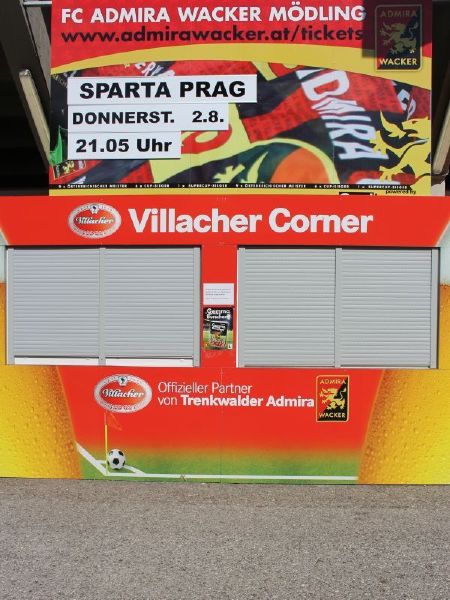 FC ADMIRA WACKER MÖDLING
www.admirawacker.at/tickets
ADMIRA
WACKER
SPARTA PRAG
DONNERST. 2.8.
21.05 Uhr
ADMIRA
Villacher
Villacher Corner
Villacher
Offizieller Partner
von Trenkwalder Admira
ADMIRA
WACKER